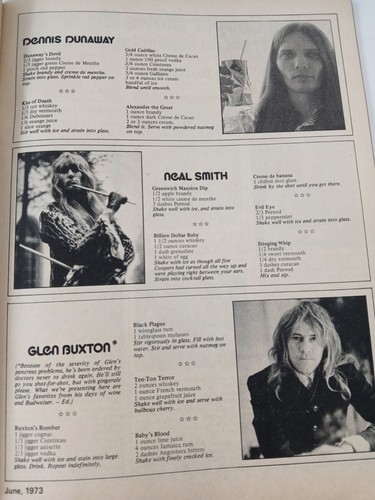 DENNIS DUNAWAY
Dunaway's Devil
2/3 jigger brandy
1/3 jigger green Creme de Menthe
1 pinch red pepper
Shake brandy and creme de menthe.
Strain into glass. Sprinkle red pepper on
top.
☆☆☆
Kiss of Death
1/3 rye whiskey
1/3 dry vermouth
1/4 Dubonnet
1/4 orange juice
1 slice orange
Stir well with ice and strain into glass.
Gold Cadillac
3/4 ounce white Creme de Cacao
1 ounce 100 proof vodka
3/4 ounce Cointreau
1 ounces fresh orange juice
3/4 ounce Galliano
3 or 4 ounces ice cream
handful of ice
Blend until smooth.
☆☆☆
Alexander the Great
1 ounce brandy
1 ounce dark Creme de Cacao
2 or 3 ounces cream.
Blend it. Serve with powdered nutmeg
on top.
NEAL SMITH
Greenwich Mansion Dip
1/2 apple brandy
1/2 white creme de menthe
3 dashes Pernod
Shake well with ice, and strain into
glass.
☆☆☆
Billion Dollar Baby
1 1/2 ounces whiskey
1/2 ounce curacao
1 dash grenadine
1 white of egg
Shake with ice as though all five
Coopers had turned all the way up and
were playing right between your ears.
Strain into cocktail glass.
Creme de banana
1 chilled shot glass.
Drink by the shot until you get there.
☆☆☆
Evil Eye
2/3 Pernod
1/3 peppermint
Shake well with ice and strain into glass.
☆☆☆
Stinging Whip
1/2 brandy
1/4 sweet vermouth
1/4 dry vermouth
1 dashes curacao
1 dash Pernod
Mix and zip.
GLEN BUXTON*
(*Because of the severity of Glen's
pancreas problems, he's been ordered by
doctors never to drink again. He'll still
go you shot-for-shot, but with gingerale
please. What we're presenting here are
Glen's favorites from his days of wine
and Budweiser. – Ed.)
☆☆☆
Buxton's Bomber
1 jigger cognac
1/3 jigger Cointreau
1/3 jigger anisette
2/3 jigger vodka
Shake well with ice and stain into large
glass. Drink. Repeat indefinitely.
Black Plague
1 wineglass rum
1 tablespoon molasses
Stir vigorously in glass. Fill with hot
water. Stir and serve with nutmeg on
top.
☆☆☆
Ten-Ton Terror
2 ounces whiskey
1 ounce French vermouth
1 ounce grapefruit juice
Shake well with ice and serve with
bulbous cherry.
☆☆☆
Baby's Blood
1 ounce lime juice
4 ounces Jamaica rum
2 dashes Angostura bitters
Shake with finely cracked ice.
June, 1973